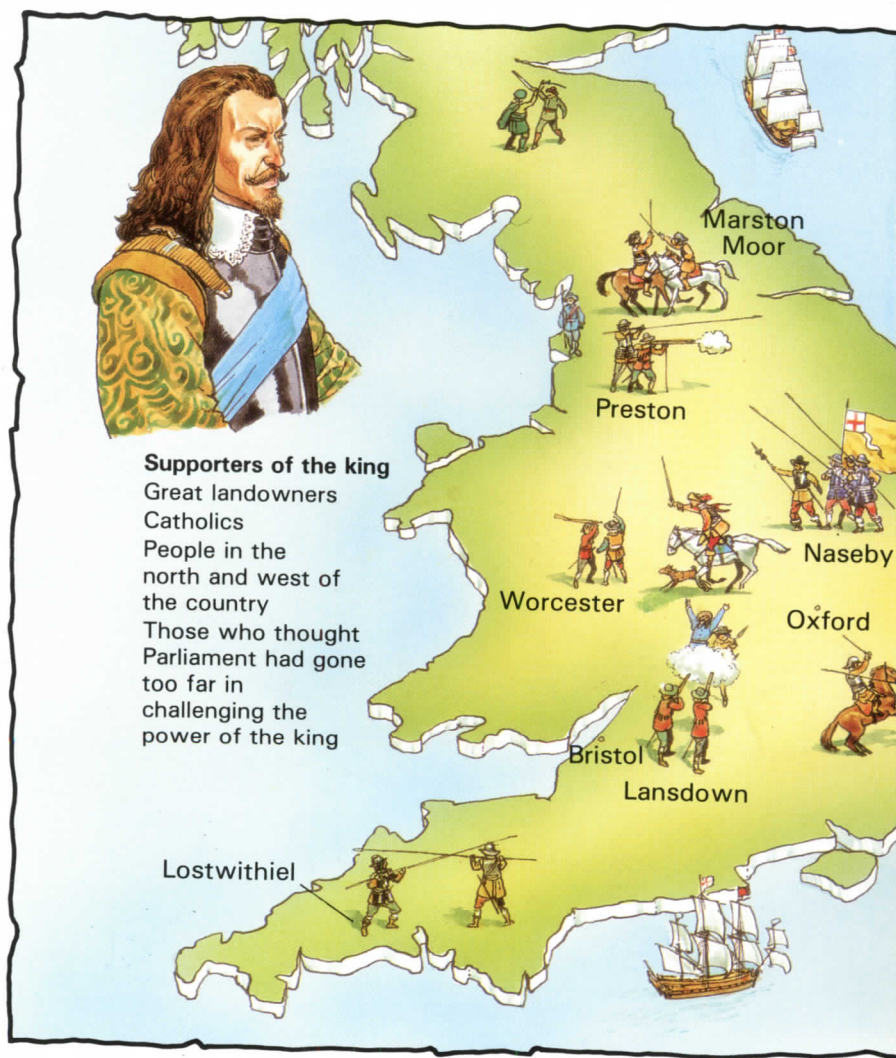 Marston
Moor
Preston
Supporters of the king
Great landowners
Catholics
People in the
north and west of
the country
Those who thought
Parliament had gone
too far in
challenging the
power of the king
Naseby
Worcester
Oxford
Bristol
Lansdown
Lostwithiel